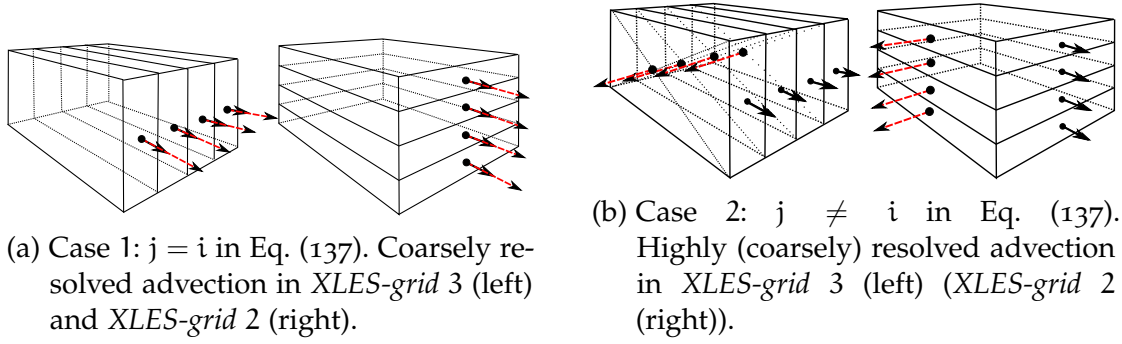 (a) Case 1: j = i in Eq. (137). Coarsely re-
solved advection in XLES-grid 3 (left)
and XLES-grid 2 (right).
(b) Case 2: j ≠ i in Eq. (137).
Highly (coarsely) resolved advection
in XLES-grid 3 (left) (XLES-grid 2
(right)).